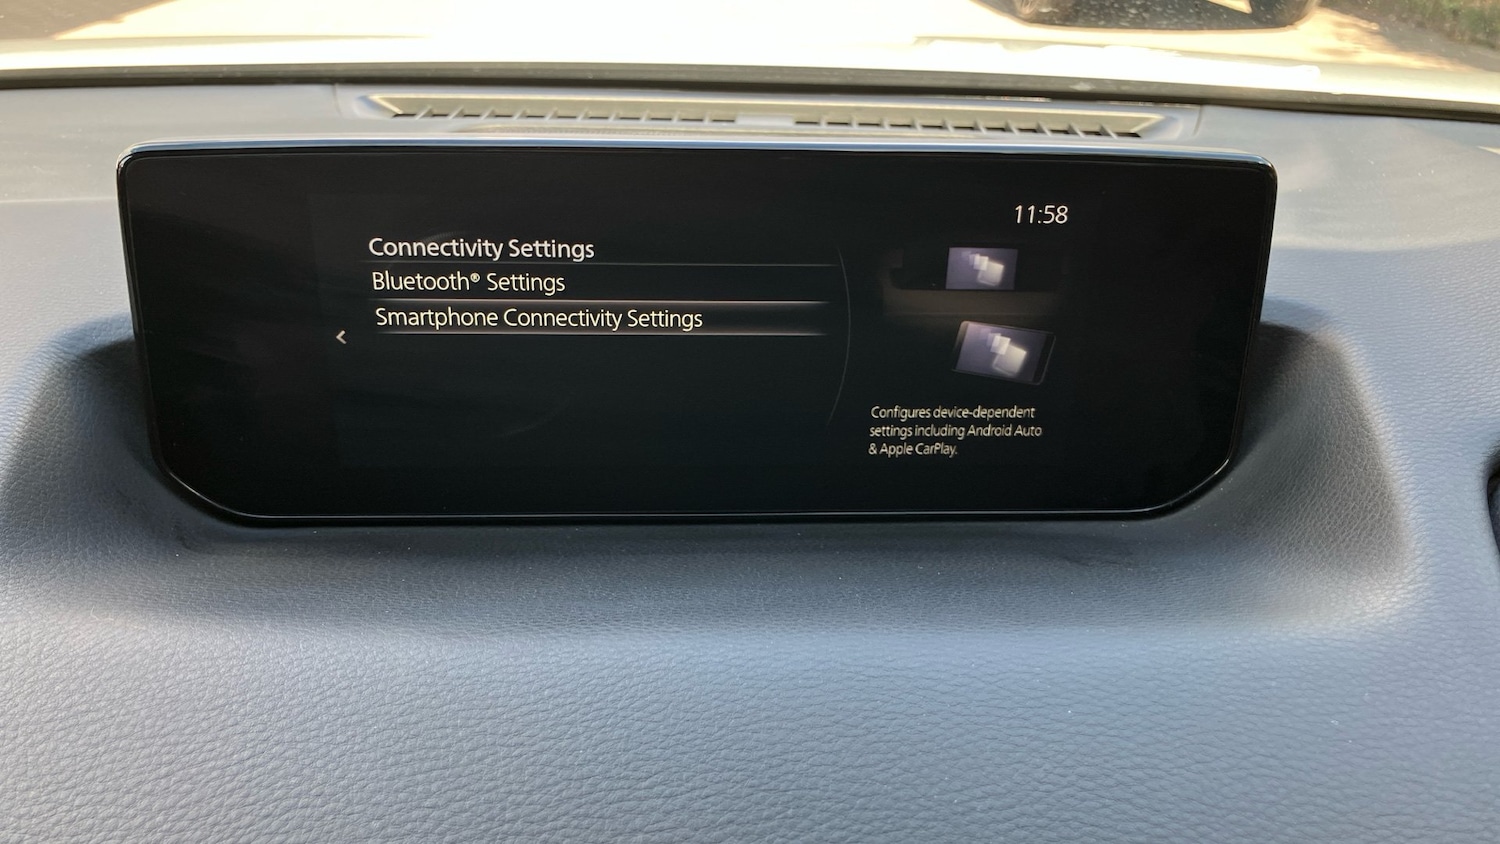 11:58
Connectivity Settings
Bluetooth® Settings
Smartphone Connectivity Settings
Configures device-dependent
settings including Android Auto
& Apple CarPlay.